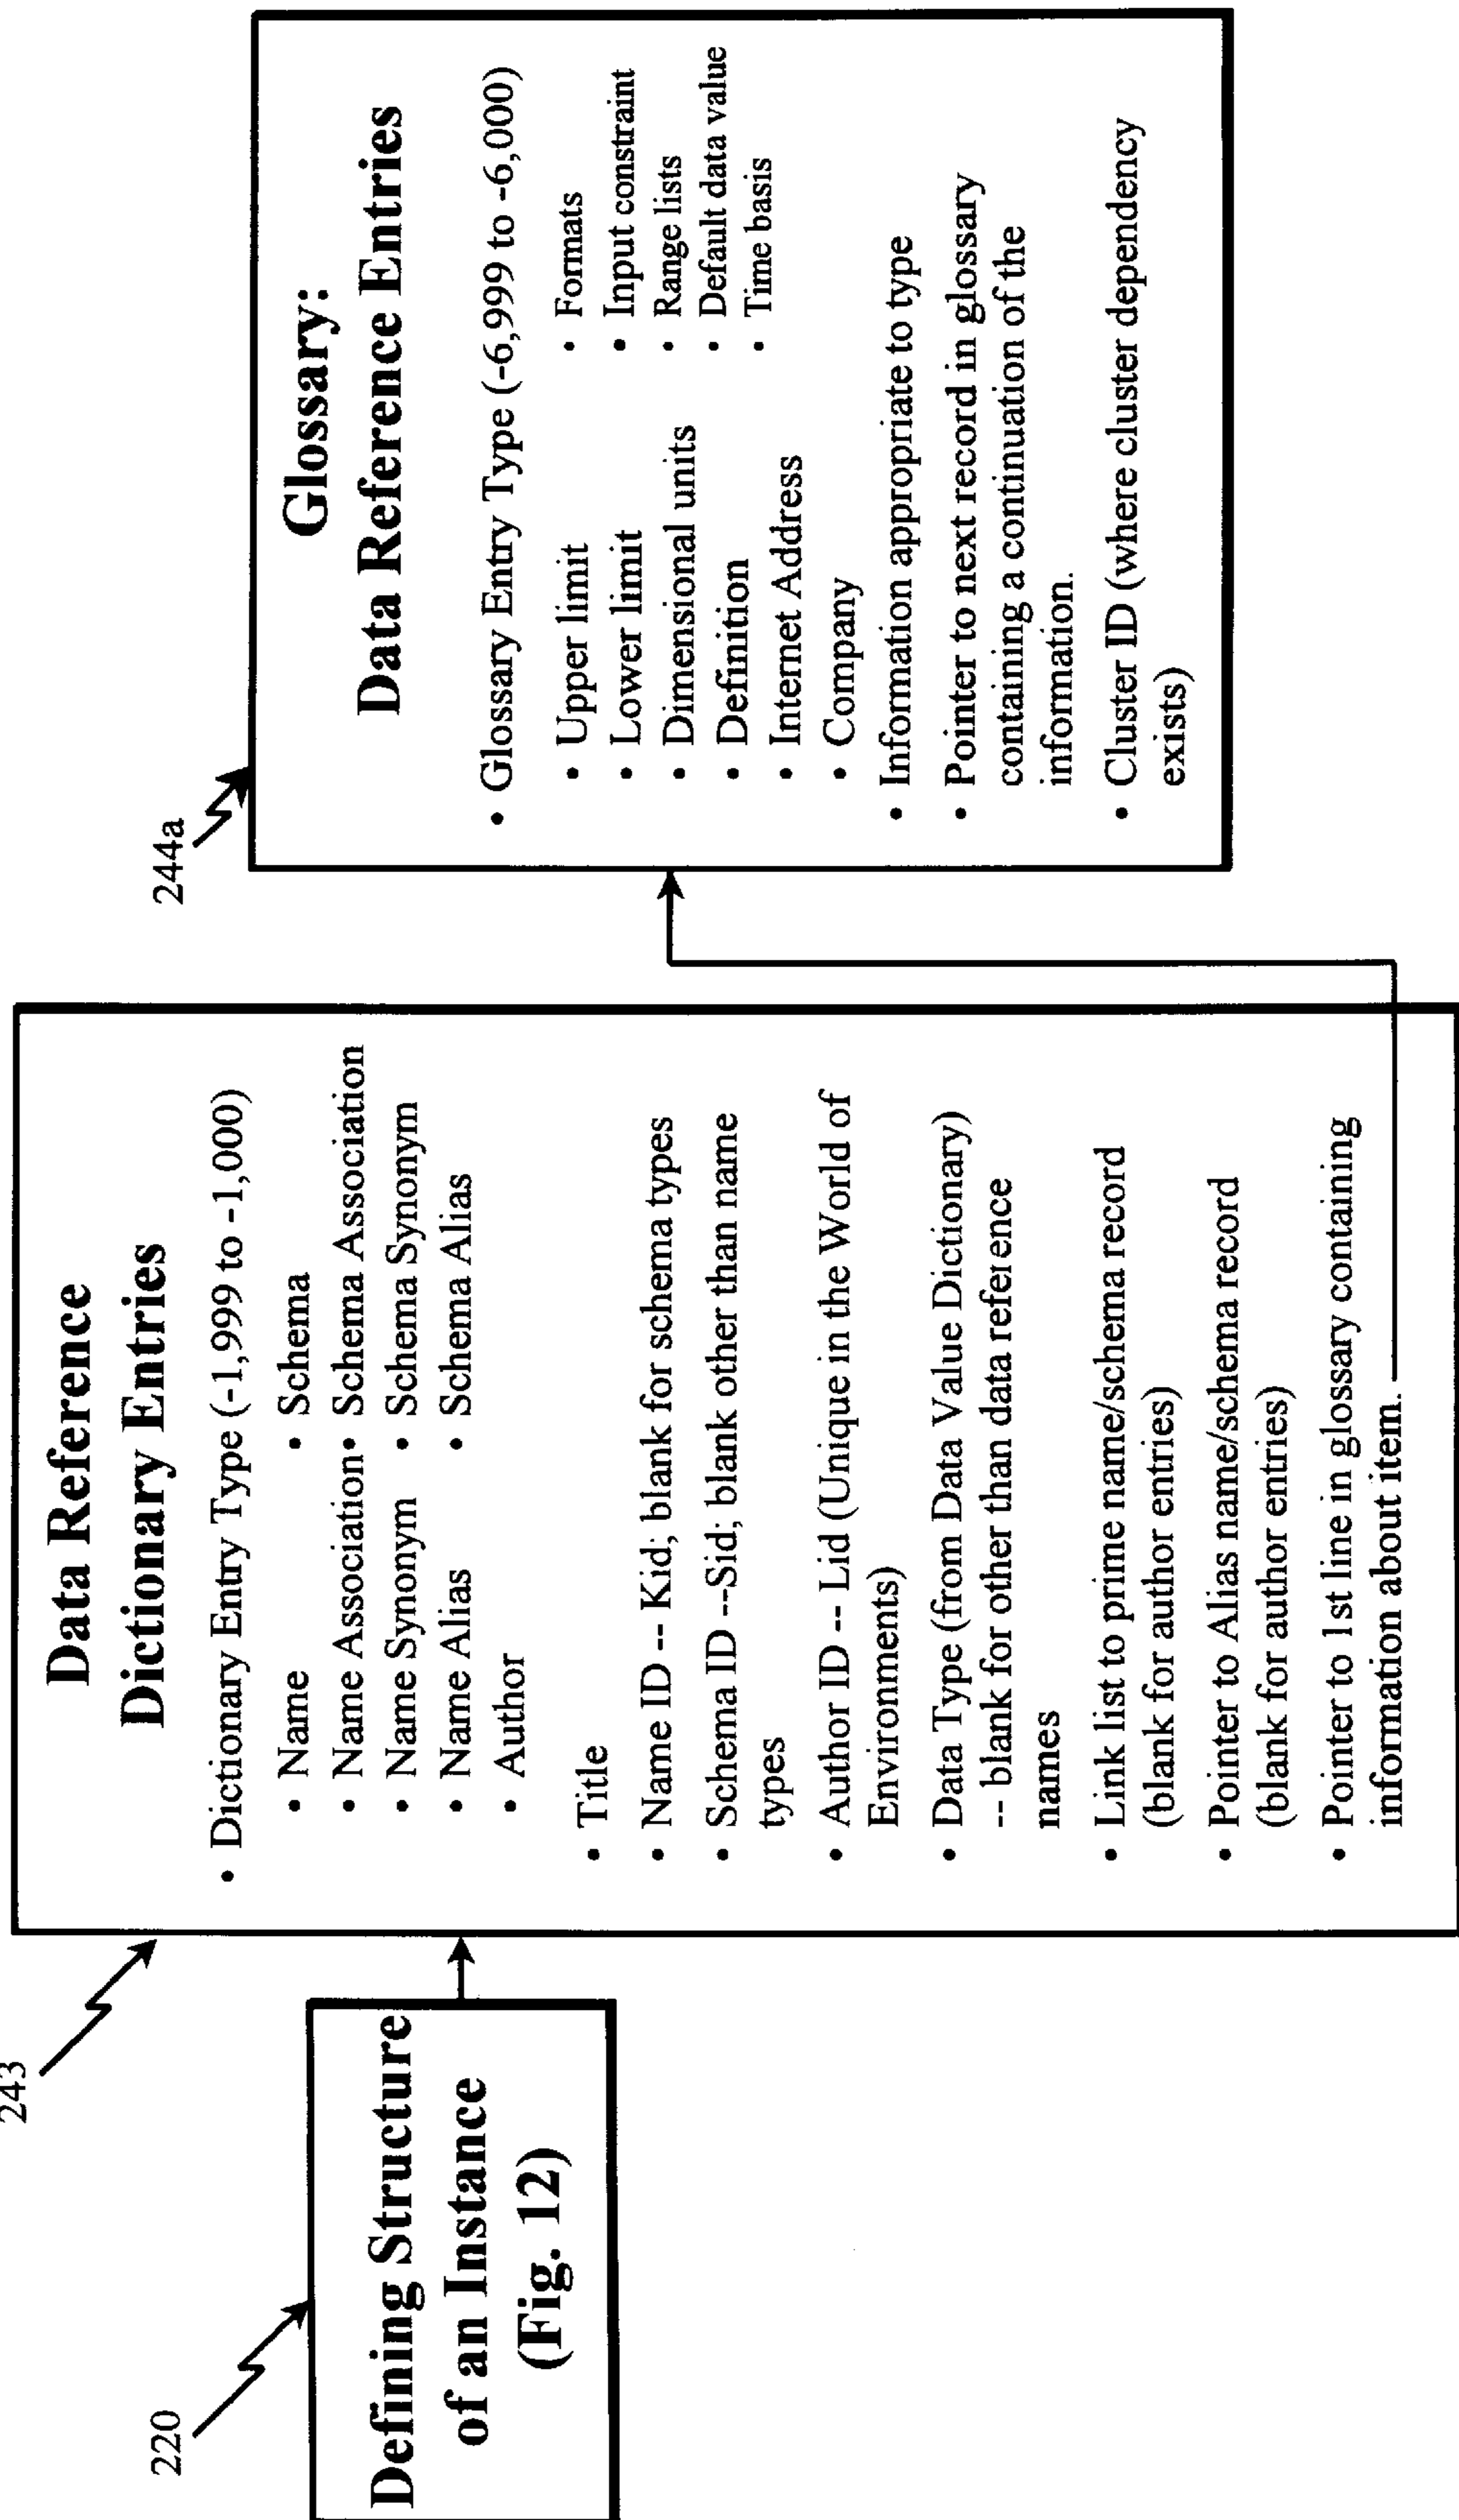 220
Defining Structure
of an Instance
(Fig. 12)
243
Data Reference
Dictionary Entries
• Dictionary Entry Type (-1,999 to -1,000)
• Name • Schema
• Name Association • Schema Association
• Name Synonym • Schema Synonym
• Name Alias • Schema Alias
• Author
• Title
• Name ID -- Kid; blank for schema types
• Schema ID --Sid; blank other than name
types
• Author ID -- Lid (Unique in the World of
Environments)
• Data Type (from Data Value Dictionary)
-- blank for other than data reference
names
• Link list to prime name/schema record
(blank for author entries)
• Pointer to Alias name/schema record
(blank for author entries)
• Pointer to 1st line in glossary containing
information about item.
244a
Glossary:
Data Reference Entries
• Glossary Entry Type (-6,999 to -6,000)
• Upper limit • Formats
• Lower limit • Input constraint
• Dimensional units • Range lists
• Definition • Default data value
• Internet Address • Time basis
• Company
• Information appropriate to type
• Pointer to next record in glossary
containing a continuation of the
information.
• Cluster ID (where cluster dependency
exists)